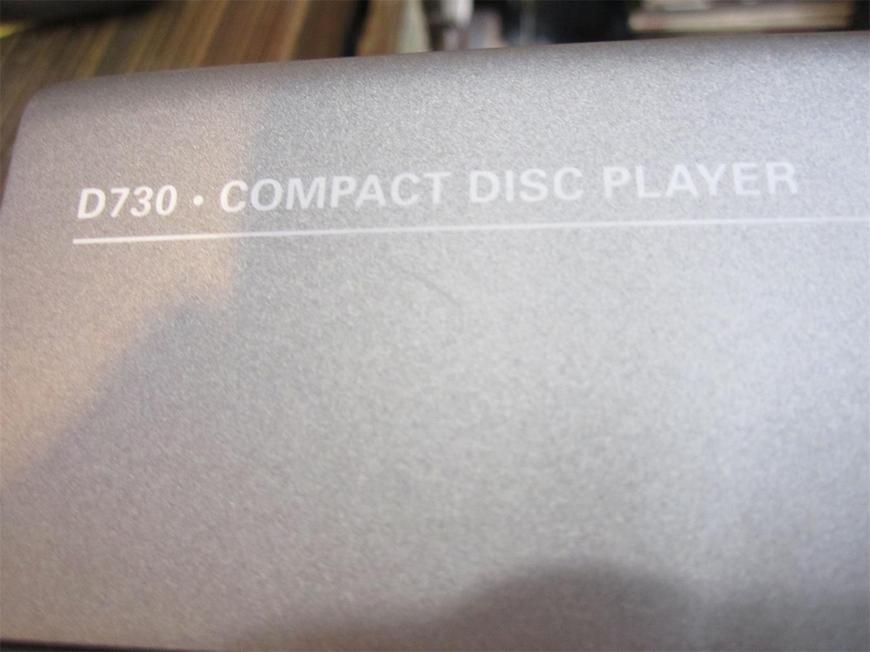 D730 • COMPACT DISC PLAYER